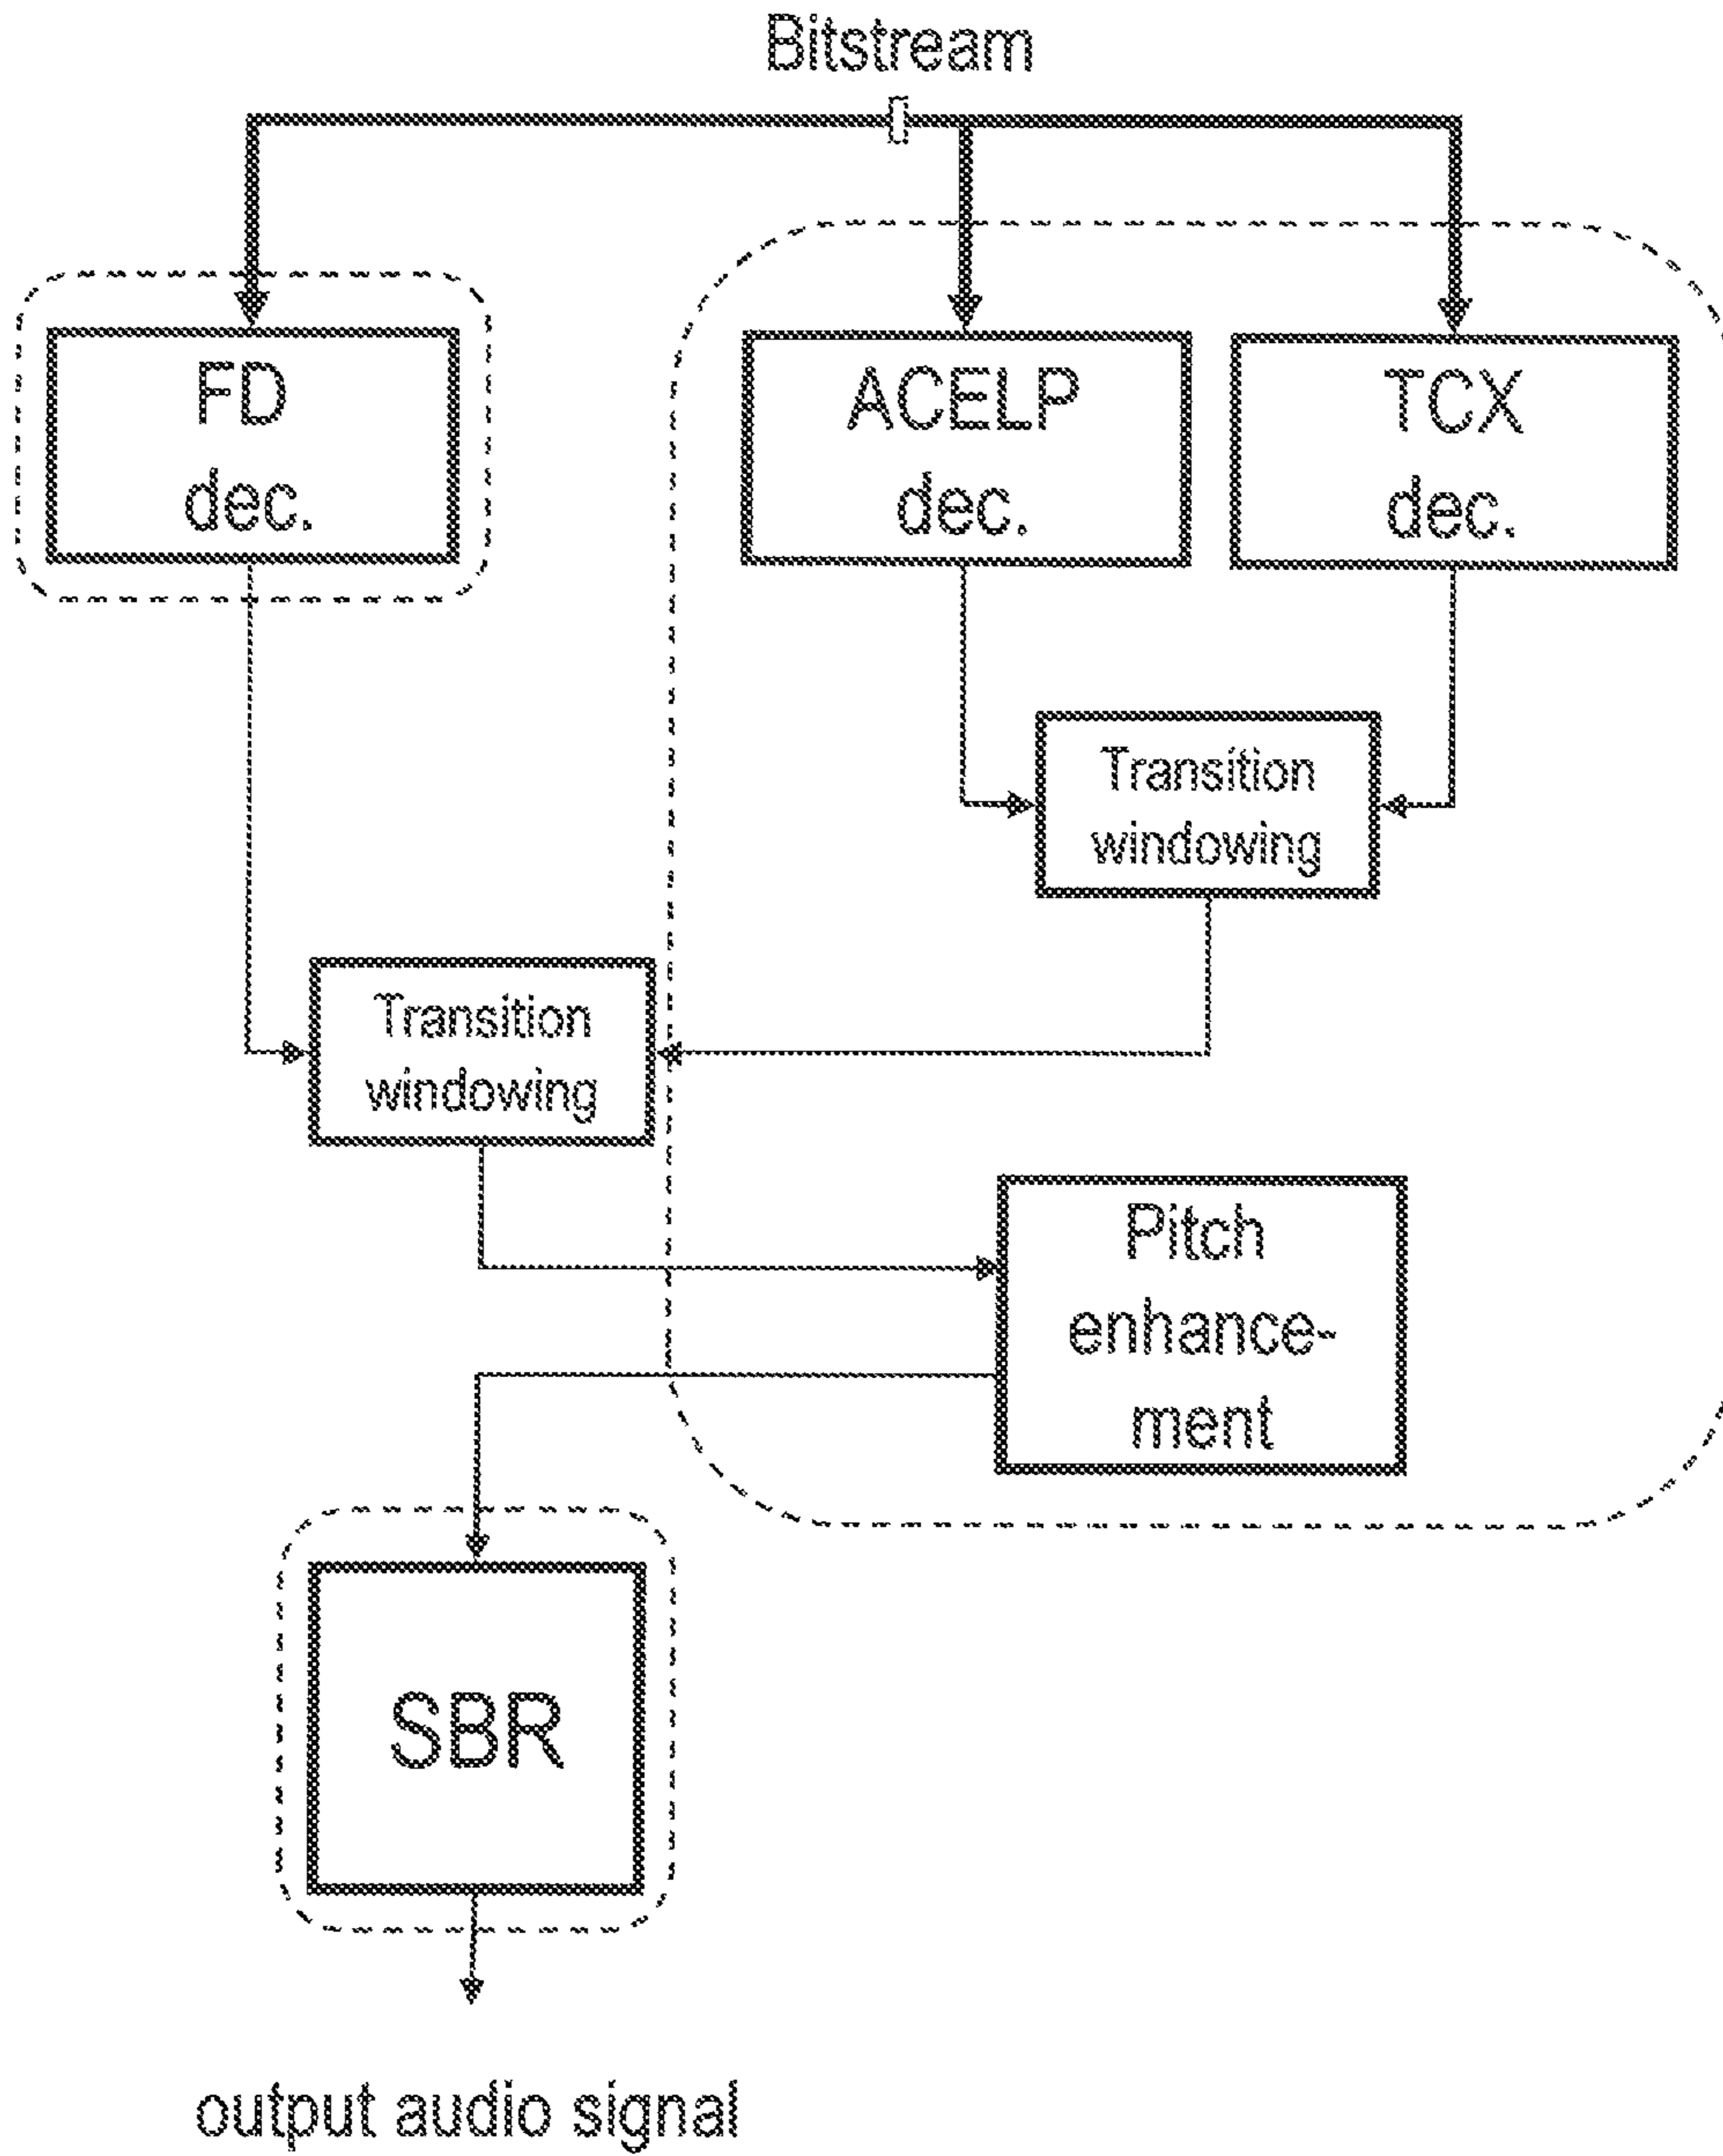 Bitstream
FD
dec.
ACELP
dec.
TCX
dec.
Transition
windowing
Transition
windowing
Pitch
enhance-
ment
SBR
output audio signal